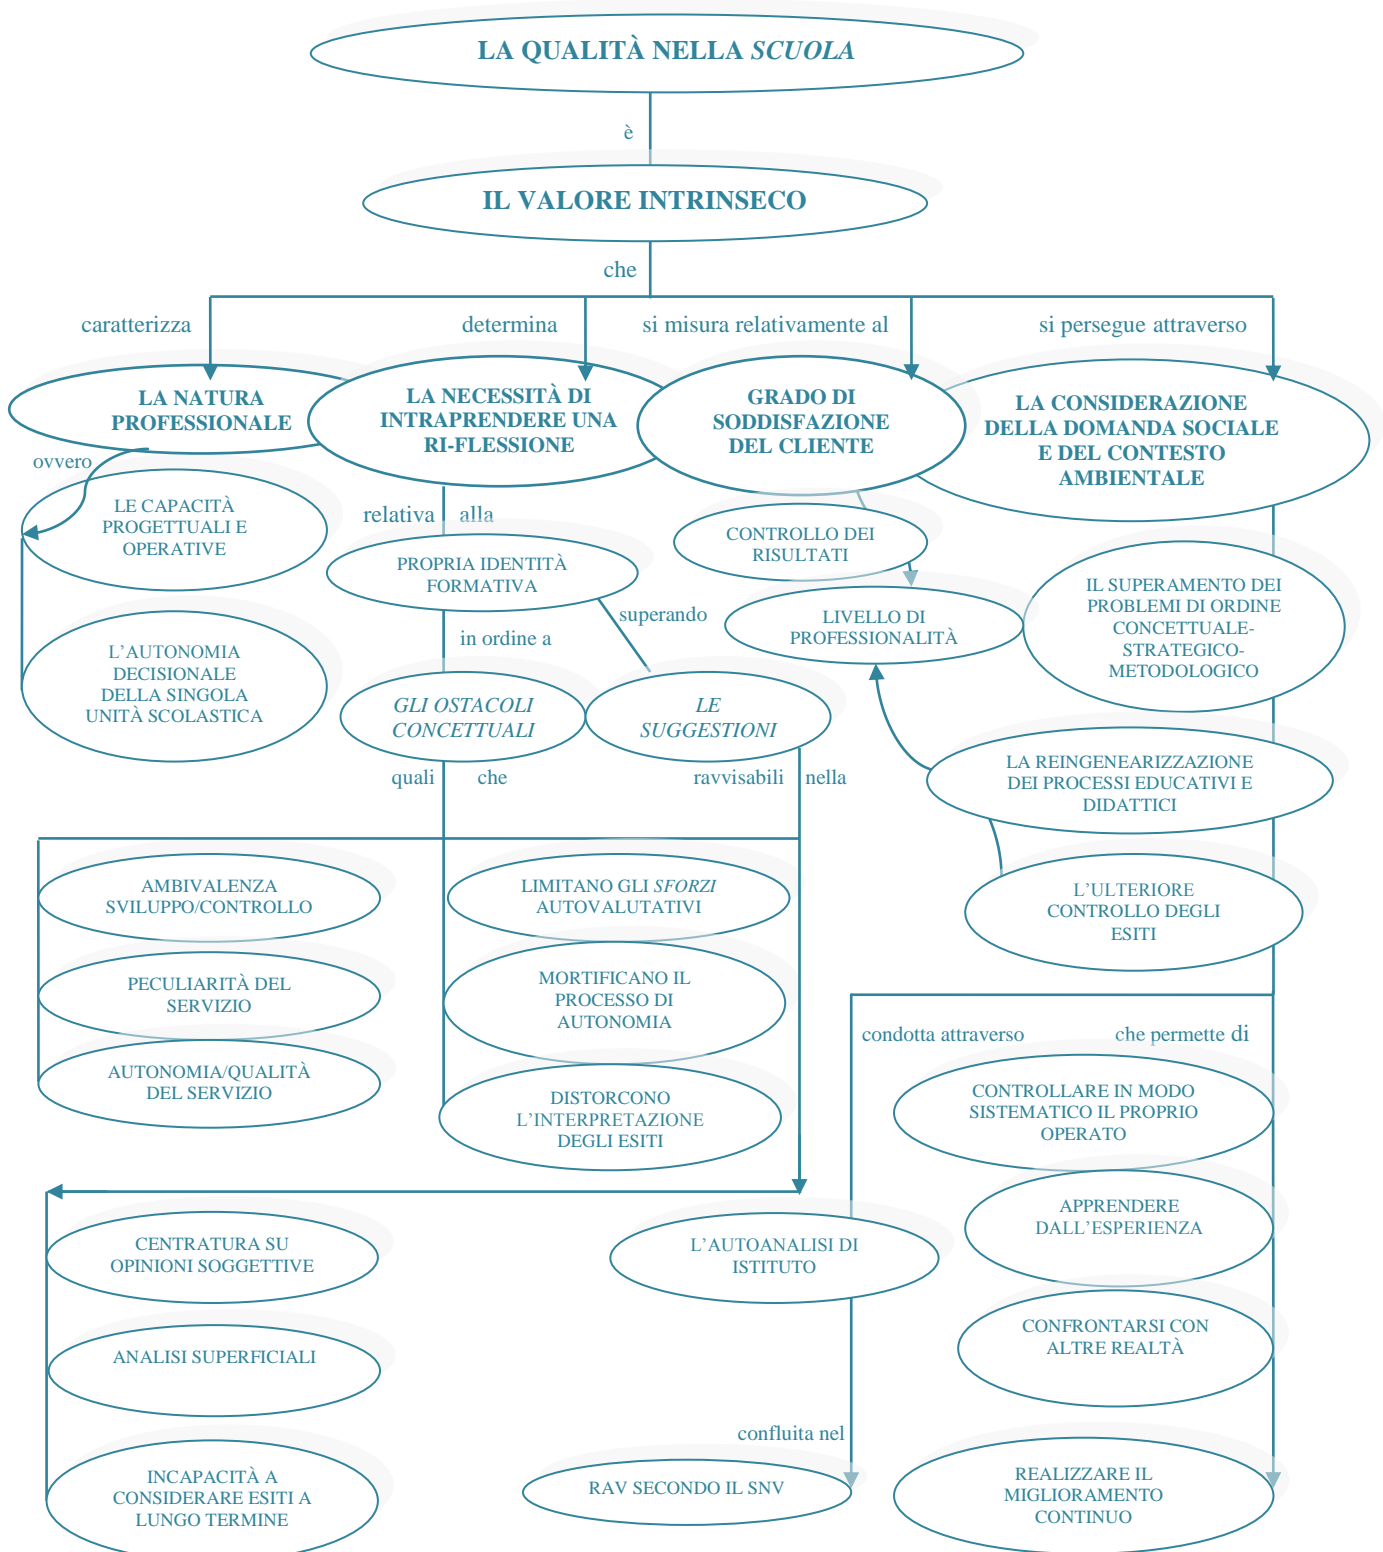 LA QUALITÀ NELLA SCUOLA
è
IL VALORE INTRINSECO
che
caratterizza
determina
si misura relativamente al
si persegue attraverso
LA NATURA
PROFESSIONALE
LA NECESSITÀ DI
INTRAPRENDERE UNA
RI-FLESSIONE
GRADO DI
SODDISFAZIONE
DEL CLIENTE
LA CONSIDERAZIONE
DELLA DOMANDA SOCIALE
E DEL CONTESTO
AMBIENTALE
ovvero
LE CAPACITÀ
PROGETTUALI E
OPERATIVE
relativa alla
PROPRIA IDENTITÀ
FORMATIVA
CONTROLLO DEI
RISULTATI
LIVELLO DI
PROFESSIONALITÀ
IL SUPERAMENTO DEI
PROBLEMI DI ORDINE
CONCETTUALE-
STRATEGICO-
METODOLOGICO
L'AUTONOMIA
DECISIONALE
DELLA SINGOLA
UNITÀ SCOLASTICA
in ordine a
superando
GLI OSTACOLI
CONCETTUALI
LE
SUGGESTIONI
quali che
ravvisabili nella
LA REINGENEARIZZAZIONE
DEI PROCESSI EDUCATIVI E
DIDATTICI
AMBIVALENZA
SVILUPPO/CONTROLLO
LIMITANO GLI SFORZI
AUTOVALUTATIVI
L'ULTERIORE
CONTROLLO DEGLI
ESITI
PECULIARITÀ DEL
SERVIZIO
MORTIFICANO IL
PROCESSO DI
AUTONOMIA
condotta attraverso
che permette di
AUTONOMIA/QUALITÀ
DEL SERVIZIO
DISTORCONO
L'INTERPRETAZIONE
DEGLI ESITI
CONTROLLARE IN MODO
SISTEMATICO IL PROPRIO
OPERATO
CENTRATURA SU
OPINIONI SOGGETTIVE
L'AUTOANALISI DI
ISTITUTO
APPRENDERE
DALL'ESPERIENZA
ANALISI SUPERFICIALI
CONFRONTARSI CON
ALTRE REALTÀ
confluita nel
INCAPACITÀ A
CONSIDERARE ESITI A
LUNGO TERMINE
RAV SECONDO IL SNV
REALIZZARE IL
MIGLIORAMENTO
CONTINUO